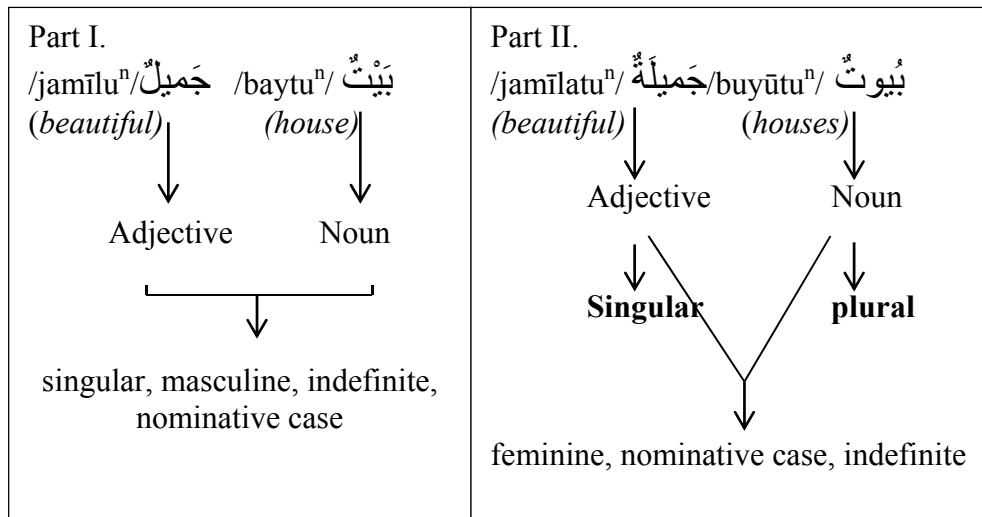 Part I.
/jamīluⁿ/جَميلٌ /baytuⁿ/ بَيْتٌ
(beautiful) (house)
Adjective Noun
singular, masculine, indefinite,
nominative case
Part II.
/jamīlatuⁿ/ جَميلَةٌ /buyūtuⁿ/ بُيوتٌ
(beautiful) (houses)
Adjective Noun
Singular plural
feminine, nominative case, indefinite